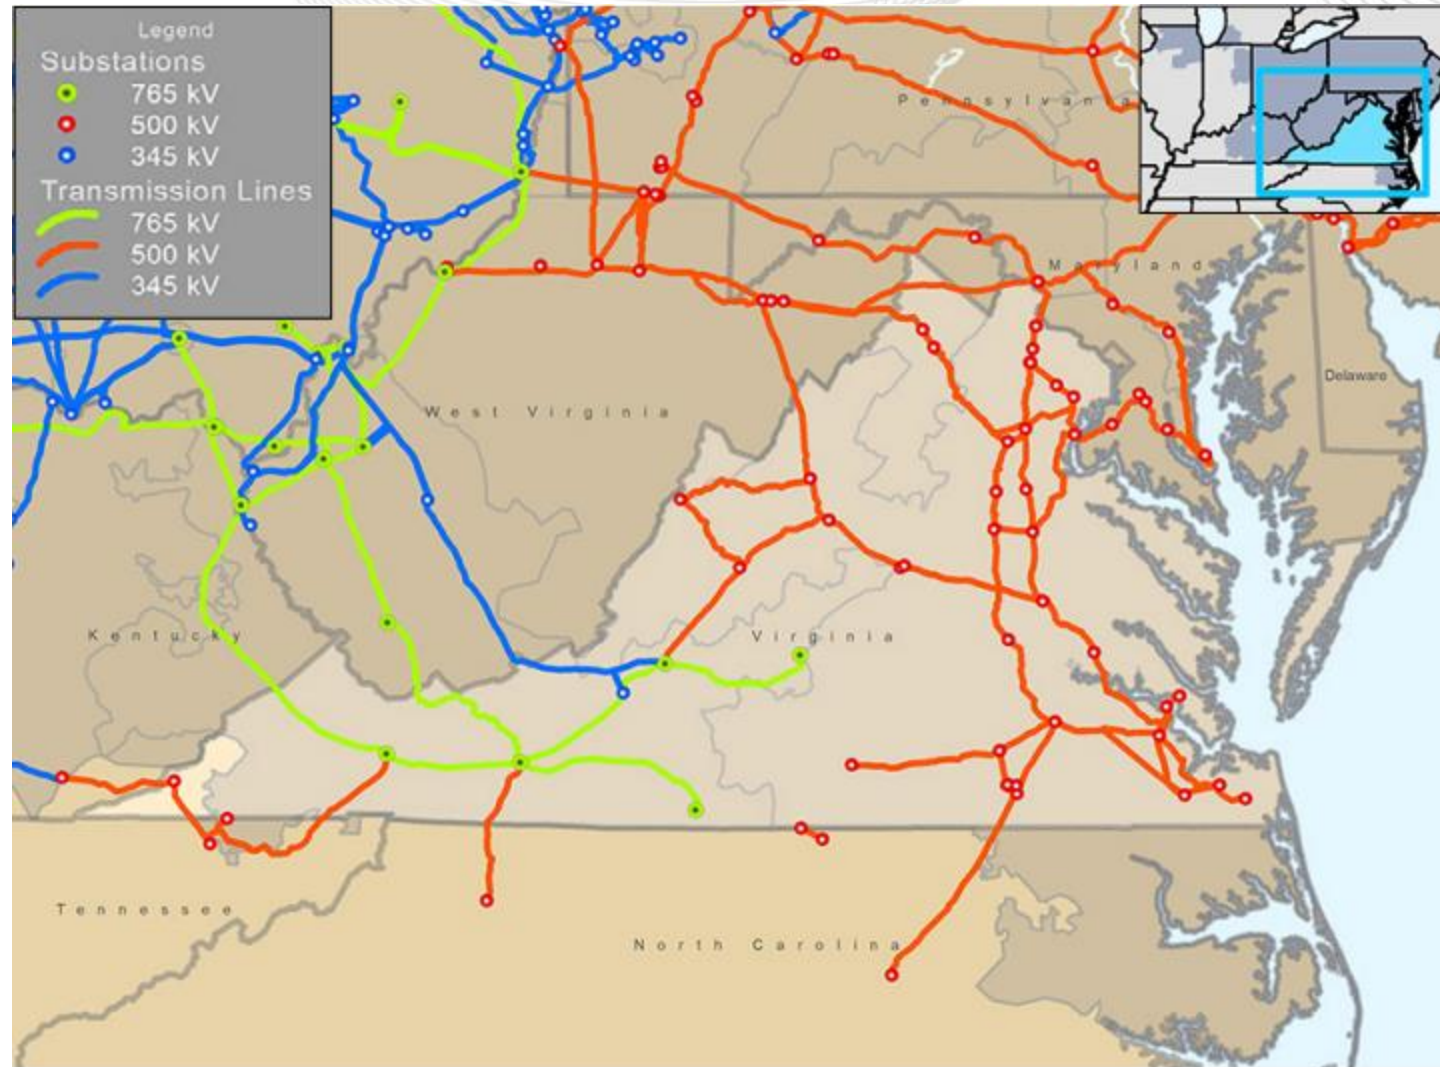 Legend
Substations
765 kV
500 kV
345 kV
Transmission Lines
765 kV
500 kV
345 kV
Pennsylvania
Maryland
Delaware
West Virginia
Kentucky
Virginia
Tennessee
North Carolina